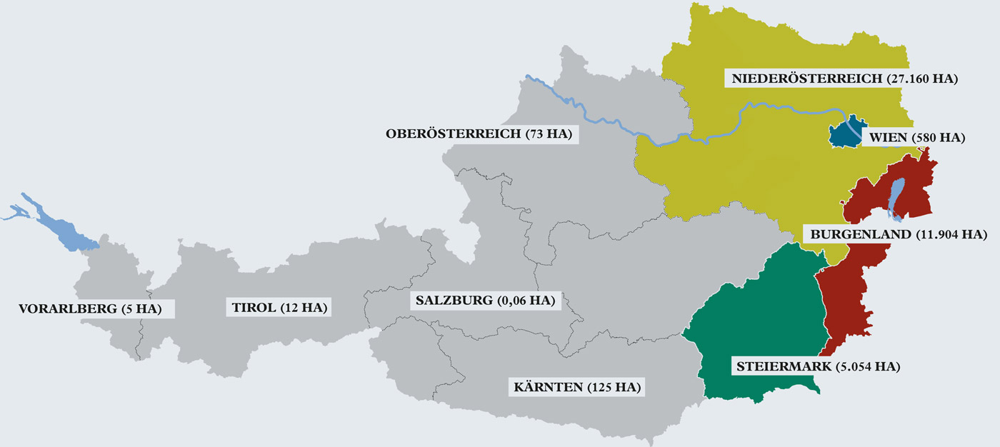 NIEDERÖSTERREICH (27.160 HA)
OBERÖSTERREICH (73 HA)
WIEN (580 HA)
BURGENLAND (11.904 HA)
VORARLBERG (5 HA)
TIROL (12 HA)
SALZBURG (0,06 HA)
STEIERMARK (5.054 HA)
KÄRNTEN (125 HA)